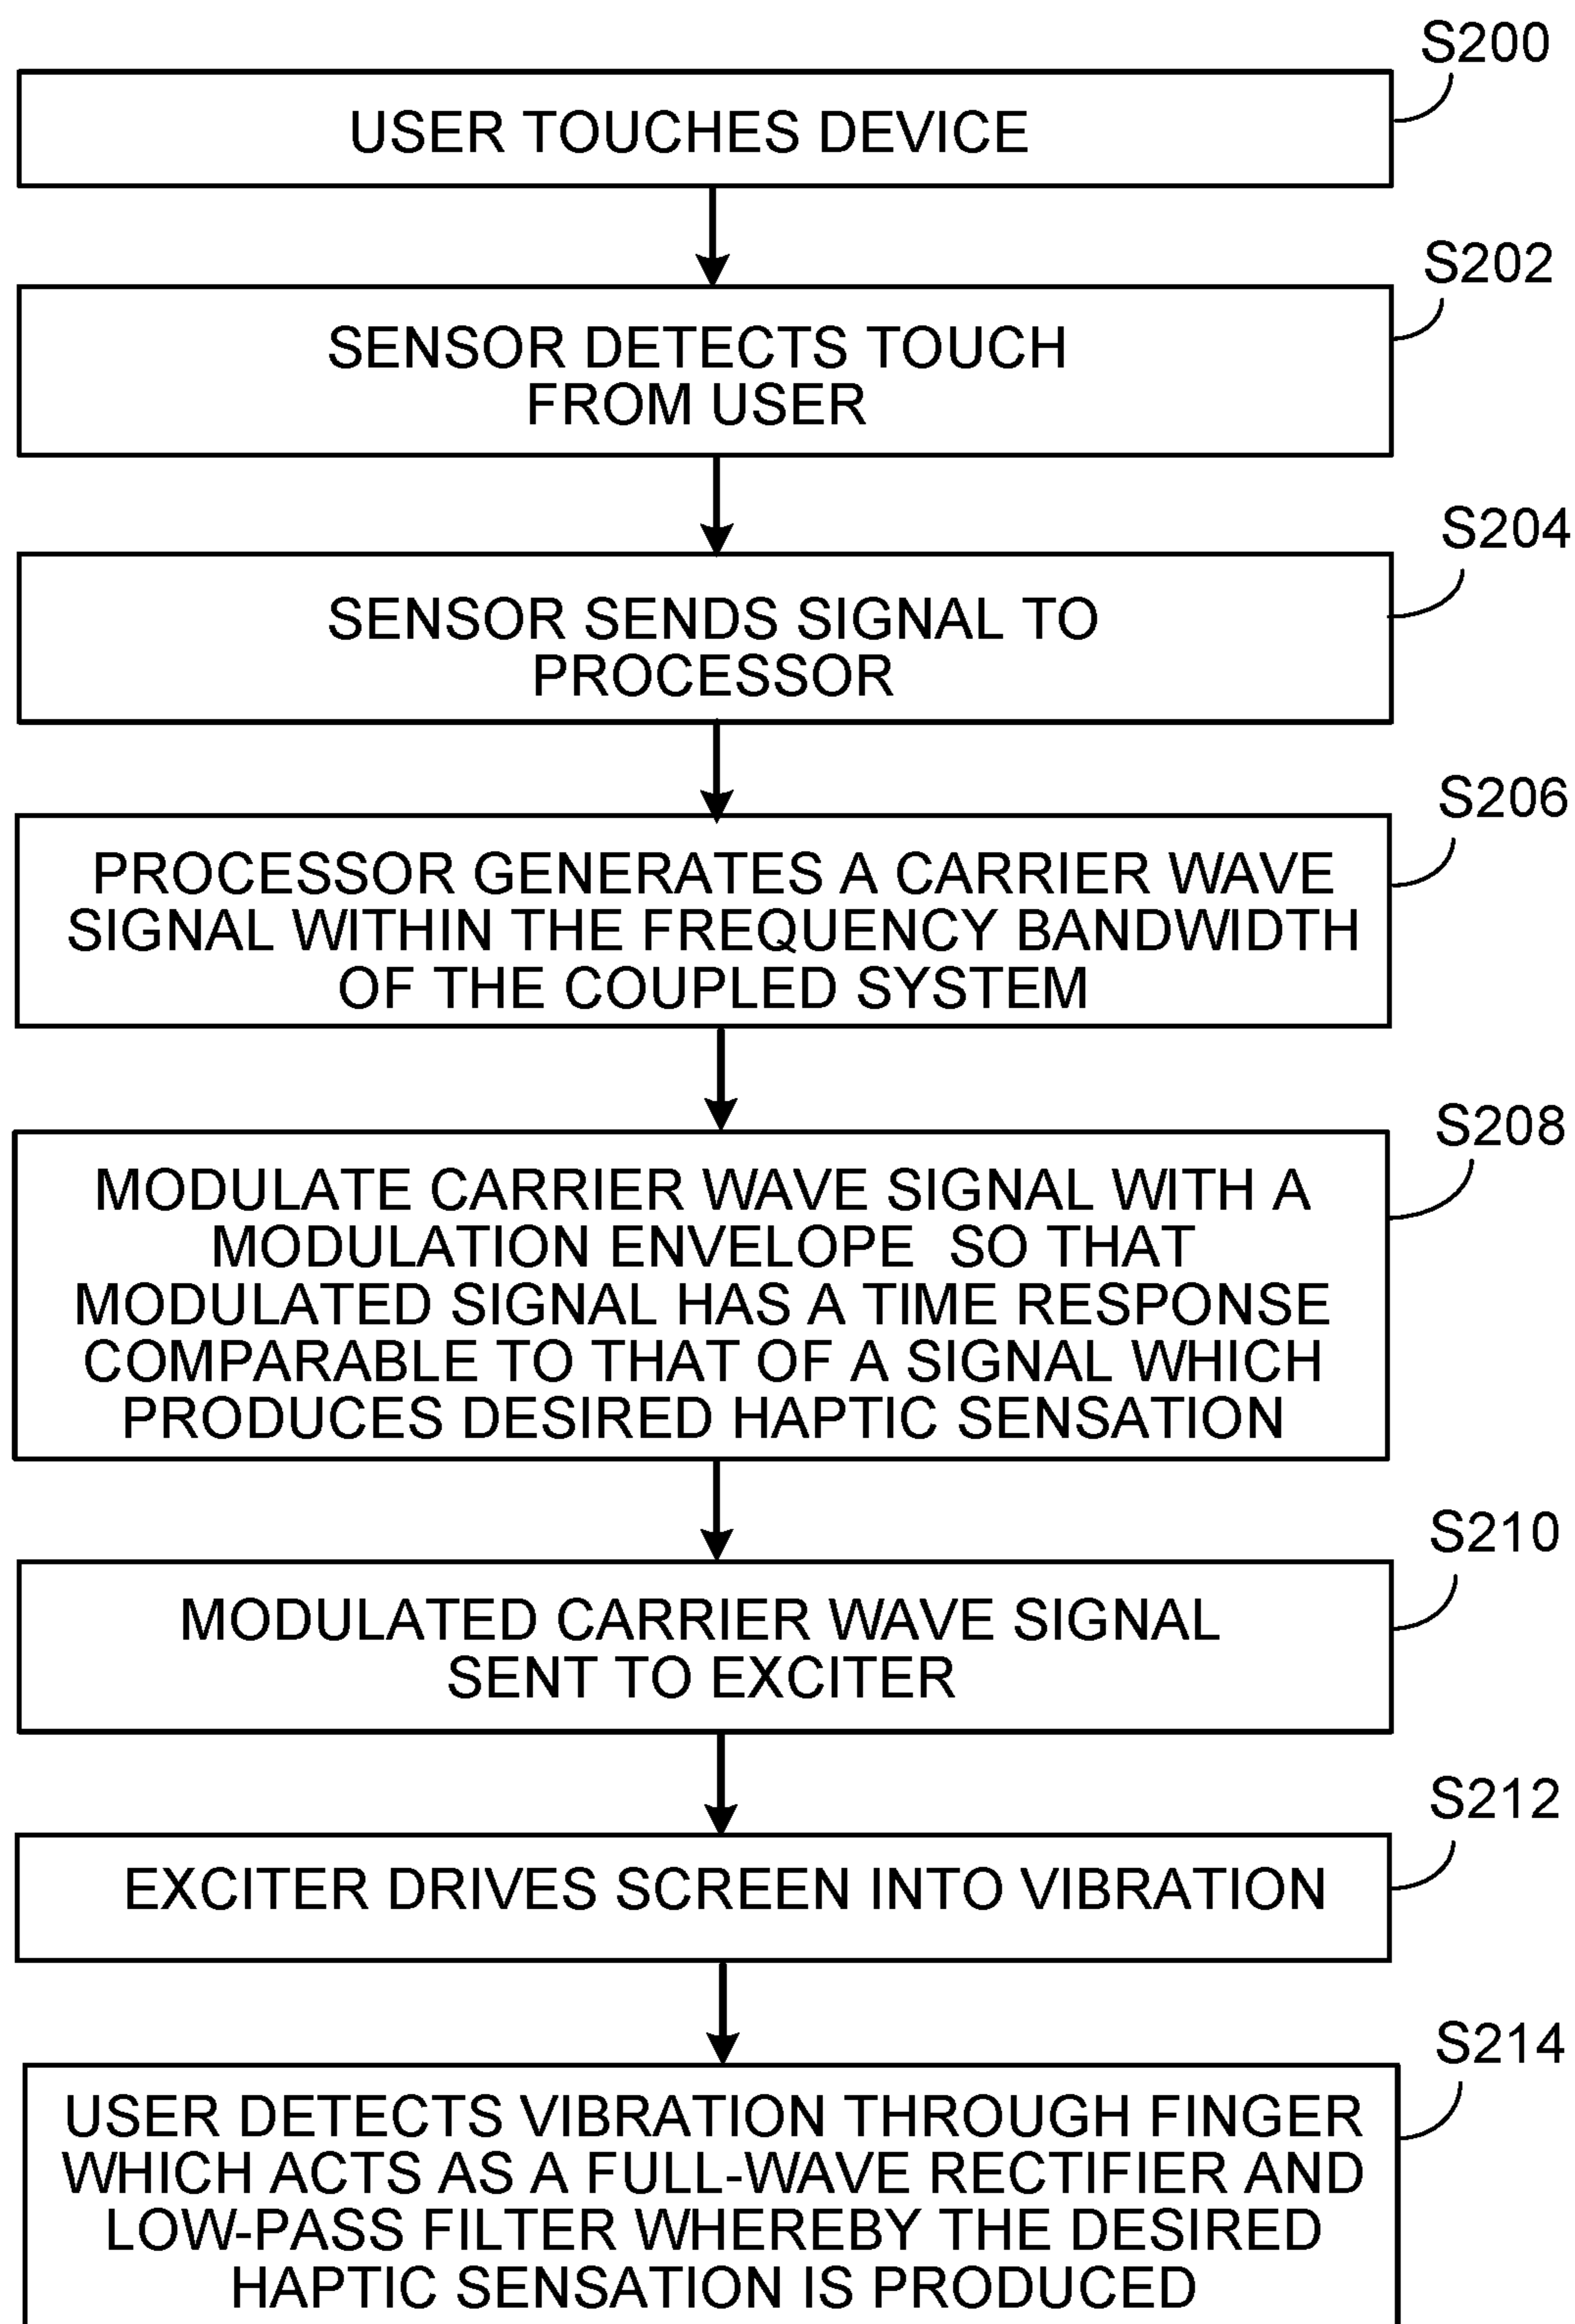 S200
USER TOUCHES DEVICE
S202
SENSOR DETECTS TOUCH
FROM USER
S204
SENSOR SENDS SIGNAL TO
PROCESSOR
S206
PROCESSOR GENERATES A CARRIER WAVE
SIGNAL WITHIN THE FREQUENCY BANDWIDTH
OF THE COUPLED SYSTEM
S208
MODULATE CARRIER WAVE SIGNAL WITH A
MODULATION ENVELOPE SO THAT
MODULATED SIGNAL HAS A TIME RESPONSE
COMPARABLE TO THAT OF A SIGNAL WHICH
PRODUCES DESIRED HAPTIC SENSATION
S210
MODULATED CARRIER WAVE SIGNAL
SENT TO EXCITER
S212
EXCITER DRIVES SCREEN INTO VIBRATION
S214
USER DETECTS VIBRATION THROUGH FINGER
WHICH ACTS AS A FULL-WAVE RECTIFIER AND
LOW-PASS FILTER WHEREBY THE DESIRED
HAPTIC SENSATION IS PRODUCED